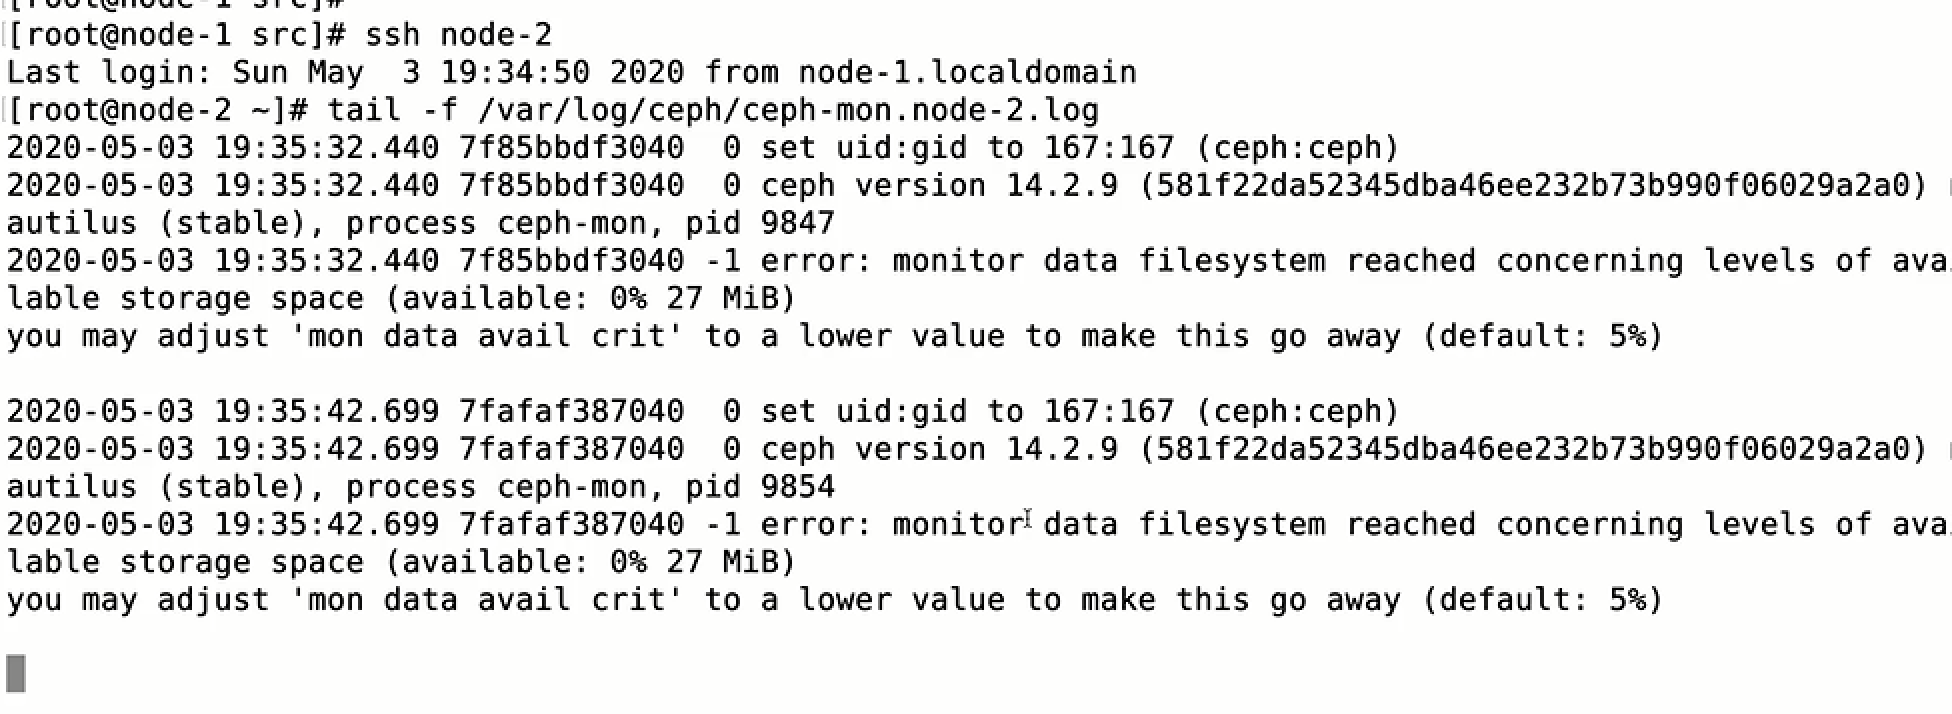 [root@node-1 src]#
[root@node-1 src]# ssh node-2
Last login: Sun May  3 19:34:50 2020 from node-1.localdomain
[root@node-2 ~]# tail -f /var/log/ceph/ceph-mon.node-2.log
2020-05-03 19:35:32.440 7f85bbdf3040  0 set uid:gid to 167:167 (ceph:ceph)
2020-05-03 19:35:32.440 7f85bbdf3040  0 ceph version 14.2.9 (581f22da52345dba46ee232b73b990f06029a2a0) n
autilus (stable), process ceph-mon, pid 9847
2020-05-03 19:35:32.440 7f85bbdf3040 -1 error: monitor data filesystem reached concerning levels of avai
lable storage space (available: 0% 27 MiB)
you may adjust 'mon data avail crit' to a lower value to make this go away (default: 5%)
2020-05-03 19:35:42.699 7fafaf387040  0 set uid:gid to 167:167 (ceph:ceph)
2020-05-03 19:35:42.699 7fafaf387040  0 ceph version 14.2.9 (581f22da52345dba46ee232b73b990f06029a2a0) n
autilus (stable), process ceph-mon, pid 9854
2020-05-03 19:35:42.699 7fafaf387040 -1 error: monitor data filesystem reached concerning levels of avai
lable storage space (available: 0% 27 MiB)
you may adjust 'mon data avail crit' to a lower value to make this go away (default: 5%)